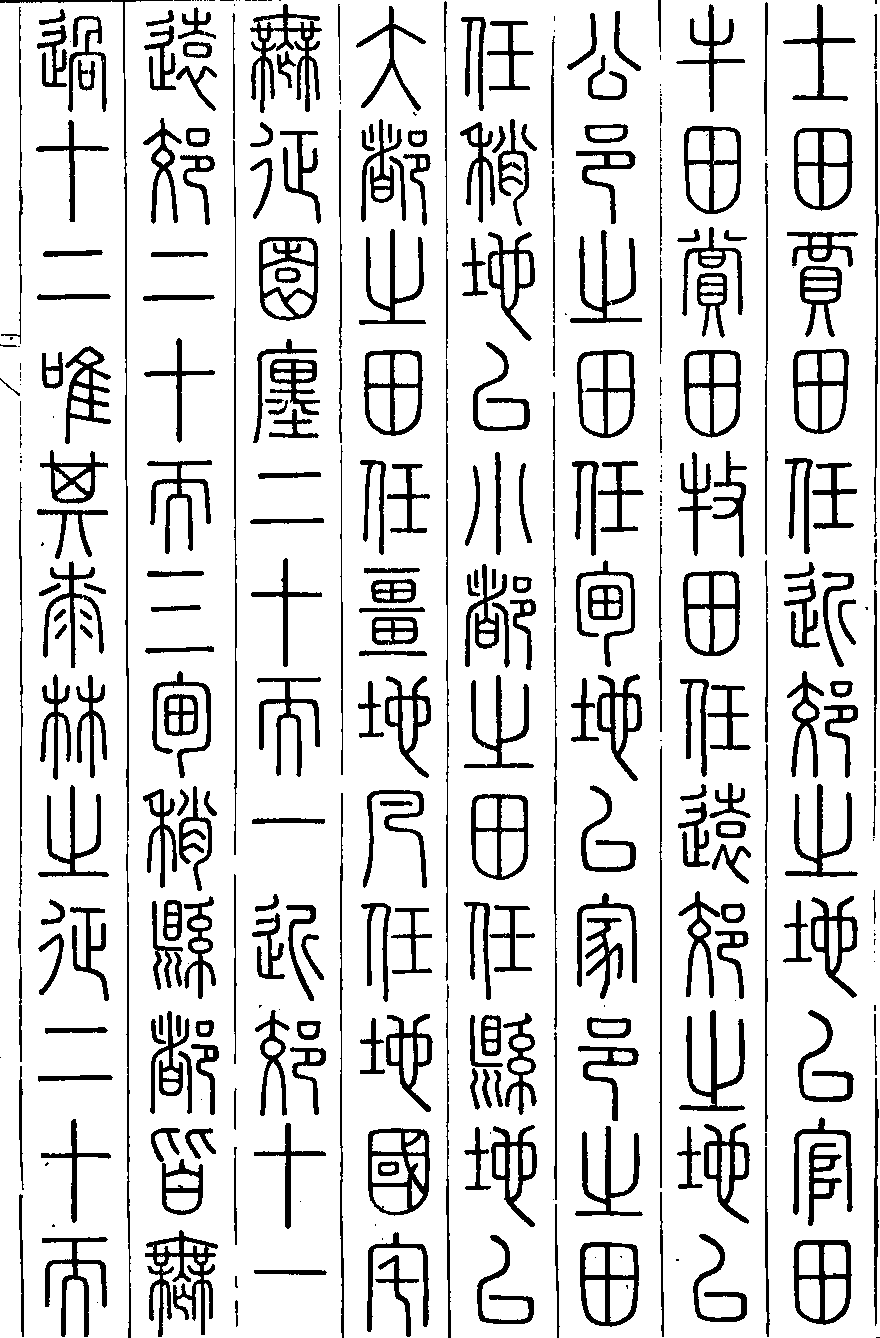 士田賈田任近郊之地以官田
牛田賞田牧田任遠郊之地以
公邑之田任甸地以家邑之田
任稍地以小都之田任縣地以
大都之田任畺地凡任地國宅
無征園廛二十而一近郊十一
遠郊二十而三甸稍縣都皆無
過十二唯其桼林之征二十而